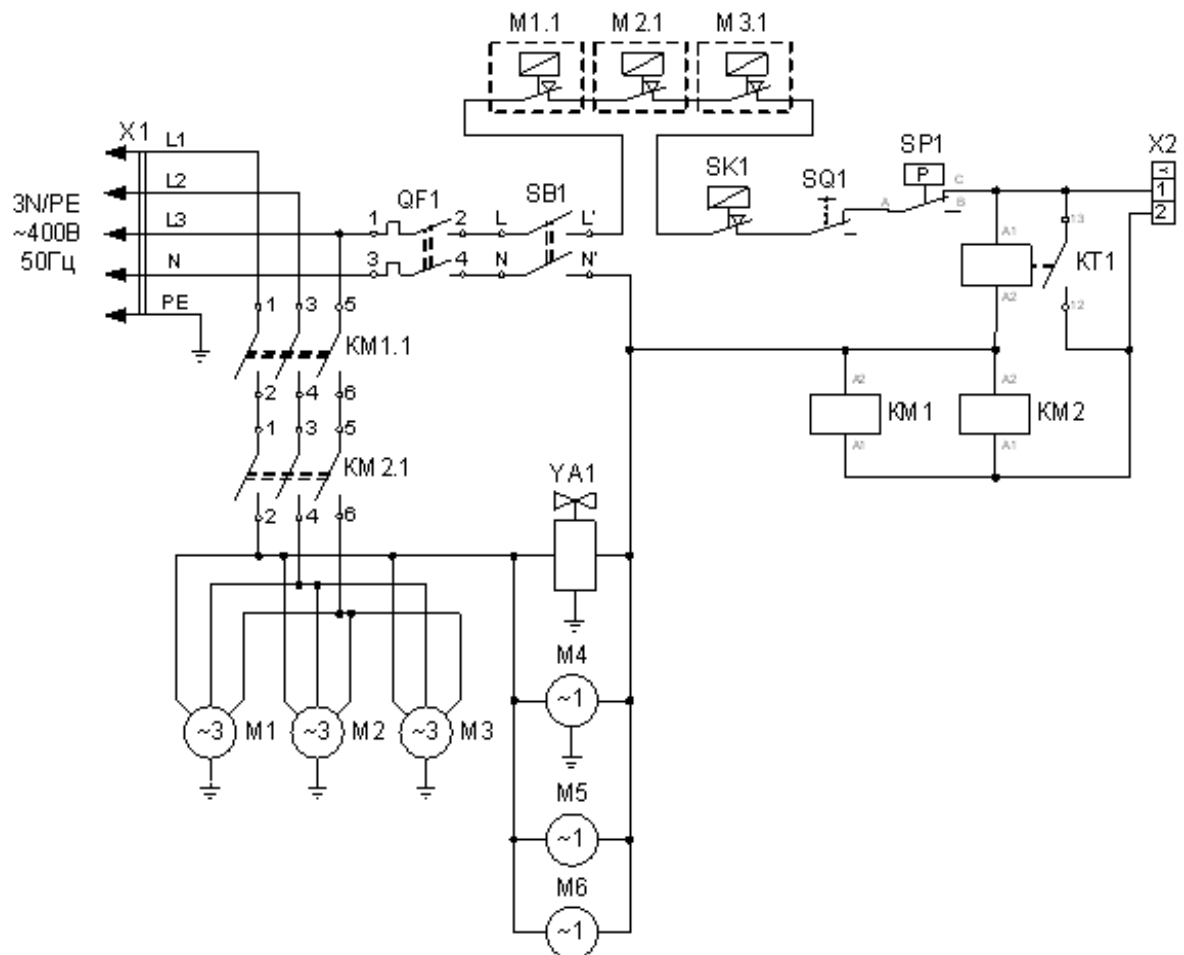 M1.1 M2.1 M3.1
X1 L1
L2
3N/PE L3
~400В
50Гц N
PE
1 QF1 2 L SB1 L'
3 4 N N'
SK1 SQ1 SP1 X2
P
A C B
1
2
A1 13
KT1
A2 12
1 3 5
KM1.1
2 4 6
1 3 5
KM2.1
2 4 6
A2 A2
KM1 KM2
A1 A1
YA1
M4
~1
~3 M1 ~3 M2 ~3 M3
M5
~1
M6
~1